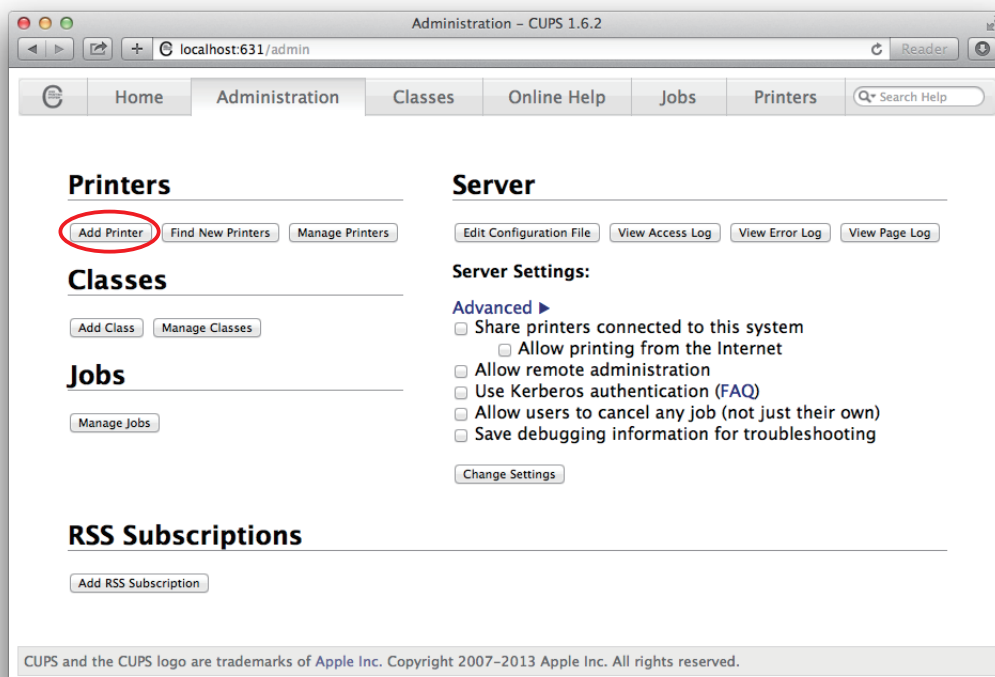 Administration – CUPS 1.6.2
localhost:631/admin
Reader
Home
Administration
Classes
Online Help
Jobs
Printers
Search Help
Printers
Add Printer
Find New Printers
Manage Printers
Classes
Add Class
Manage Classes
Jobs
Manage Jobs
Server
Edit Configuration File
View Access Log
View Error Log
View Page Log
Server Settings:
Advanced ▶
Share printers connected to this system
Allow printing from the Internet
Allow remote administration
Use Kerberos authentication (FAQ)
Allow users to cancel any job (not just their own)
Save debugging information for troubleshooting
Change Settings
RSS Subscriptions
Add RSS Subscription
CUPS and the CUPS logo are trademarks of Apple Inc. Copyright 2007–2013 Apple Inc. All rights reserved.